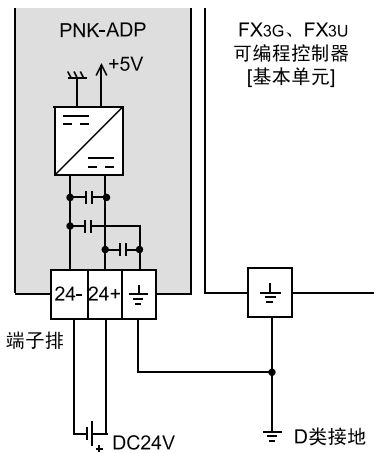 PNK-ADP
+5V
FX3G、FX3U
可编程控制器
[基本单元]
24-
24+
端子排
+
DC24V
D类接地